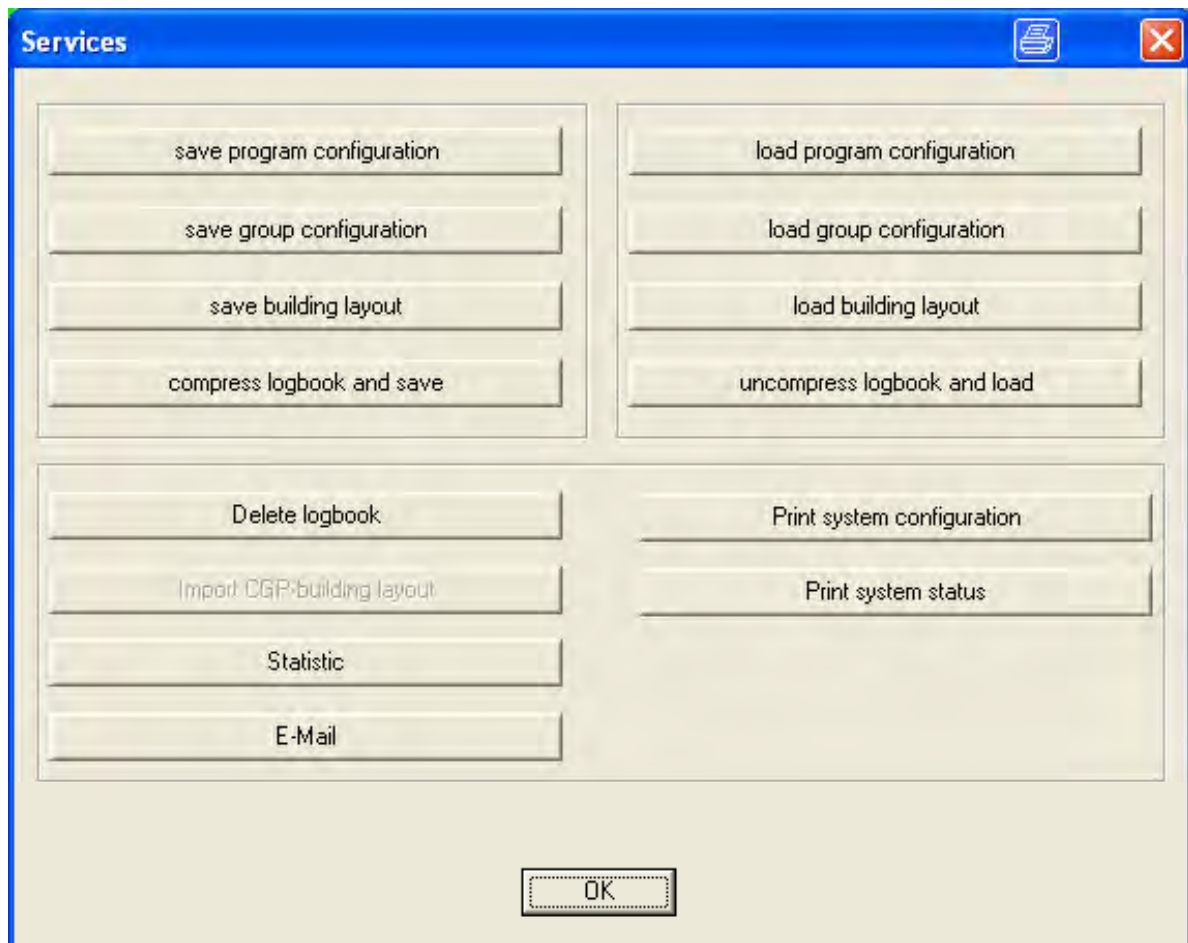 Services
save program configuration
load program configuration
save group configuration
load group configuration
save building layout
load building layout
compress logbook and save
uncompress logbook and load
Delete logbook
Print system configuration
Import CGP-building layout
Print system status
Statistic
E-Mail
OK